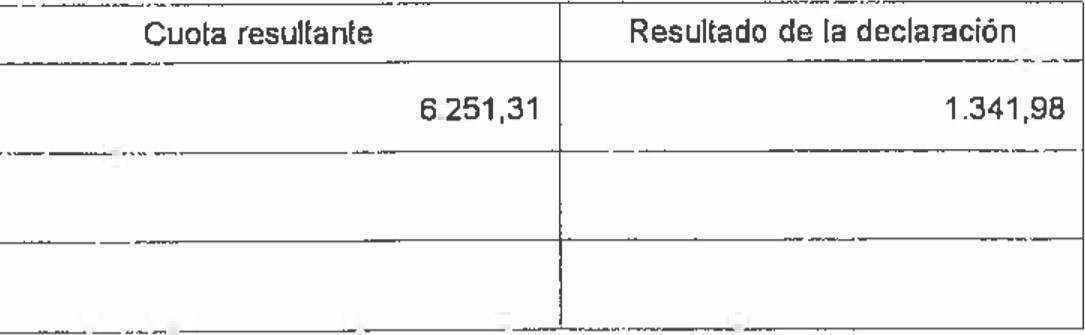 Cuota resultante Resultado de la declaración
6.251,31 1.341,98